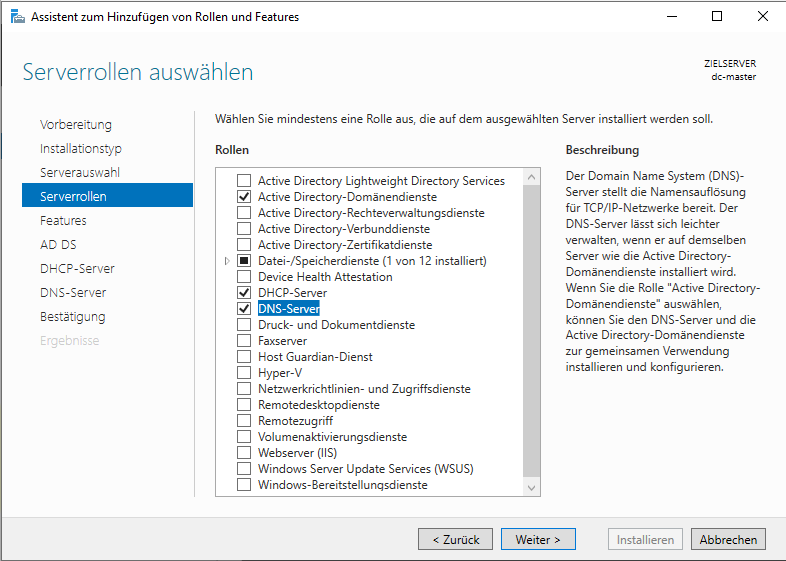 Assistent zum Hinzufügen von Rollen und Features
Serverrollen auswählen
ZIELSERVER
dc-master
Vorbereitung
Installationstyp
Serverauswahl
Serverrollen
Features
AD DS
DHCP-Server
DNS-Server
Bestätigung
Ergebnisse
Wählen Sie mindestens eine Rolle aus, die auf dem ausgewählten Server installiert werden soll.
Rollen
Active Directory Lightweight Directory Services
Active Directory-Domänendienste
Active Directory-Rechteverwaltungsdienste
Active Directory-Verbunddienste
Active Directory-Zertifikatdienste
Datei-/Speicherdienste (1 von 12 installiert)
Device Health Attestation
DHCP-Server
DNS-Server
Druck- und Dokumentdienste
Faxserver
Host Guardian-Dienst
Hyper-V
Netzwerkrichtlinien- und Zugriffsdienste
Remotedesktopdienste
Remotezugriff
Volumenaktivierungsdienste
Webserver (IIS)
Windows Server Update Services (WSUS)
Windows-Bereitstellungsdienste
Beschreibung
Der Domain Name System (DNS)-
Server stellt die Namensauflösung
für TCP/IP-Netzwerke bereit. Der
DNS-Server lässt sich leichter
verwalten, wenn er auf demselben
Server wie die Active Directory-
Domänendienste installiert wird.
Wenn Sie die Rolle "Active Directory-
Domänendienste" auswählen,
können Sie den DNS-Server und die
Active Directory-Domänendienste
zur gemeinsamen Verwendung
installieren und konfigurieren.
< Zurück
Weiter >
Installieren
Abbrechen